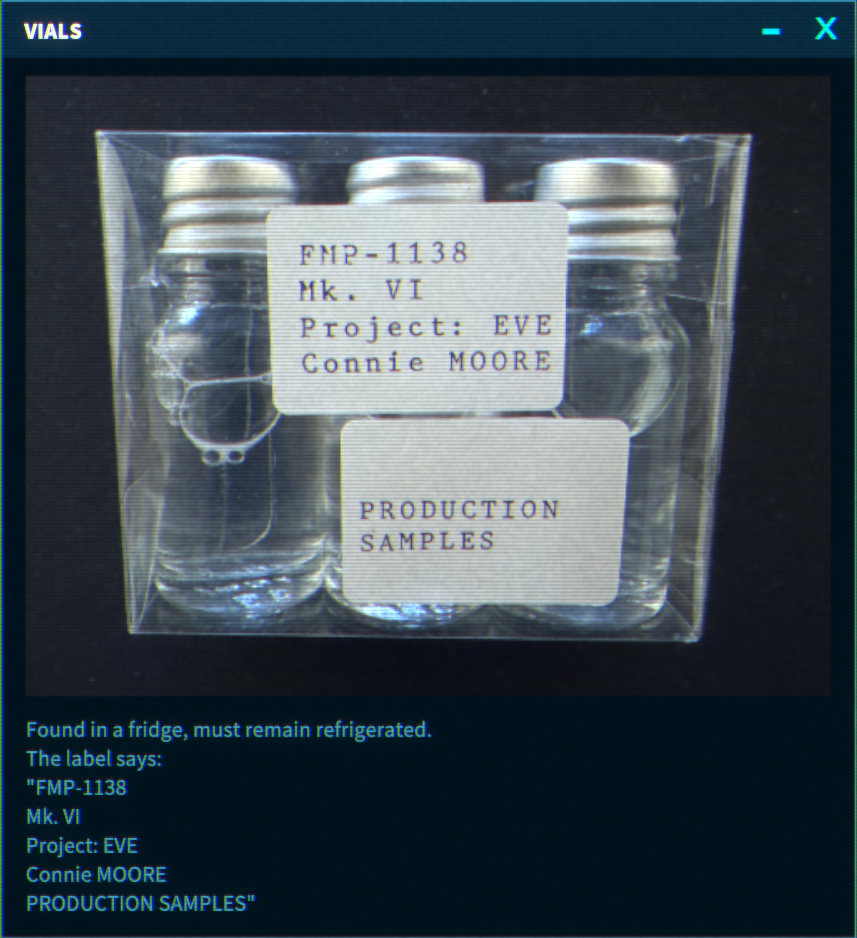 VIALS
FMP-1138
Mk. VI
Project: EVE
Connie MOORE
PRODUCTION
SAMPLES
Found in a fridge, must remain refrigerated.
The label says:
"FMP-1138
Mk. VI
Project: EVE
Connie MOORE
PRODUCTION SAMPLES"